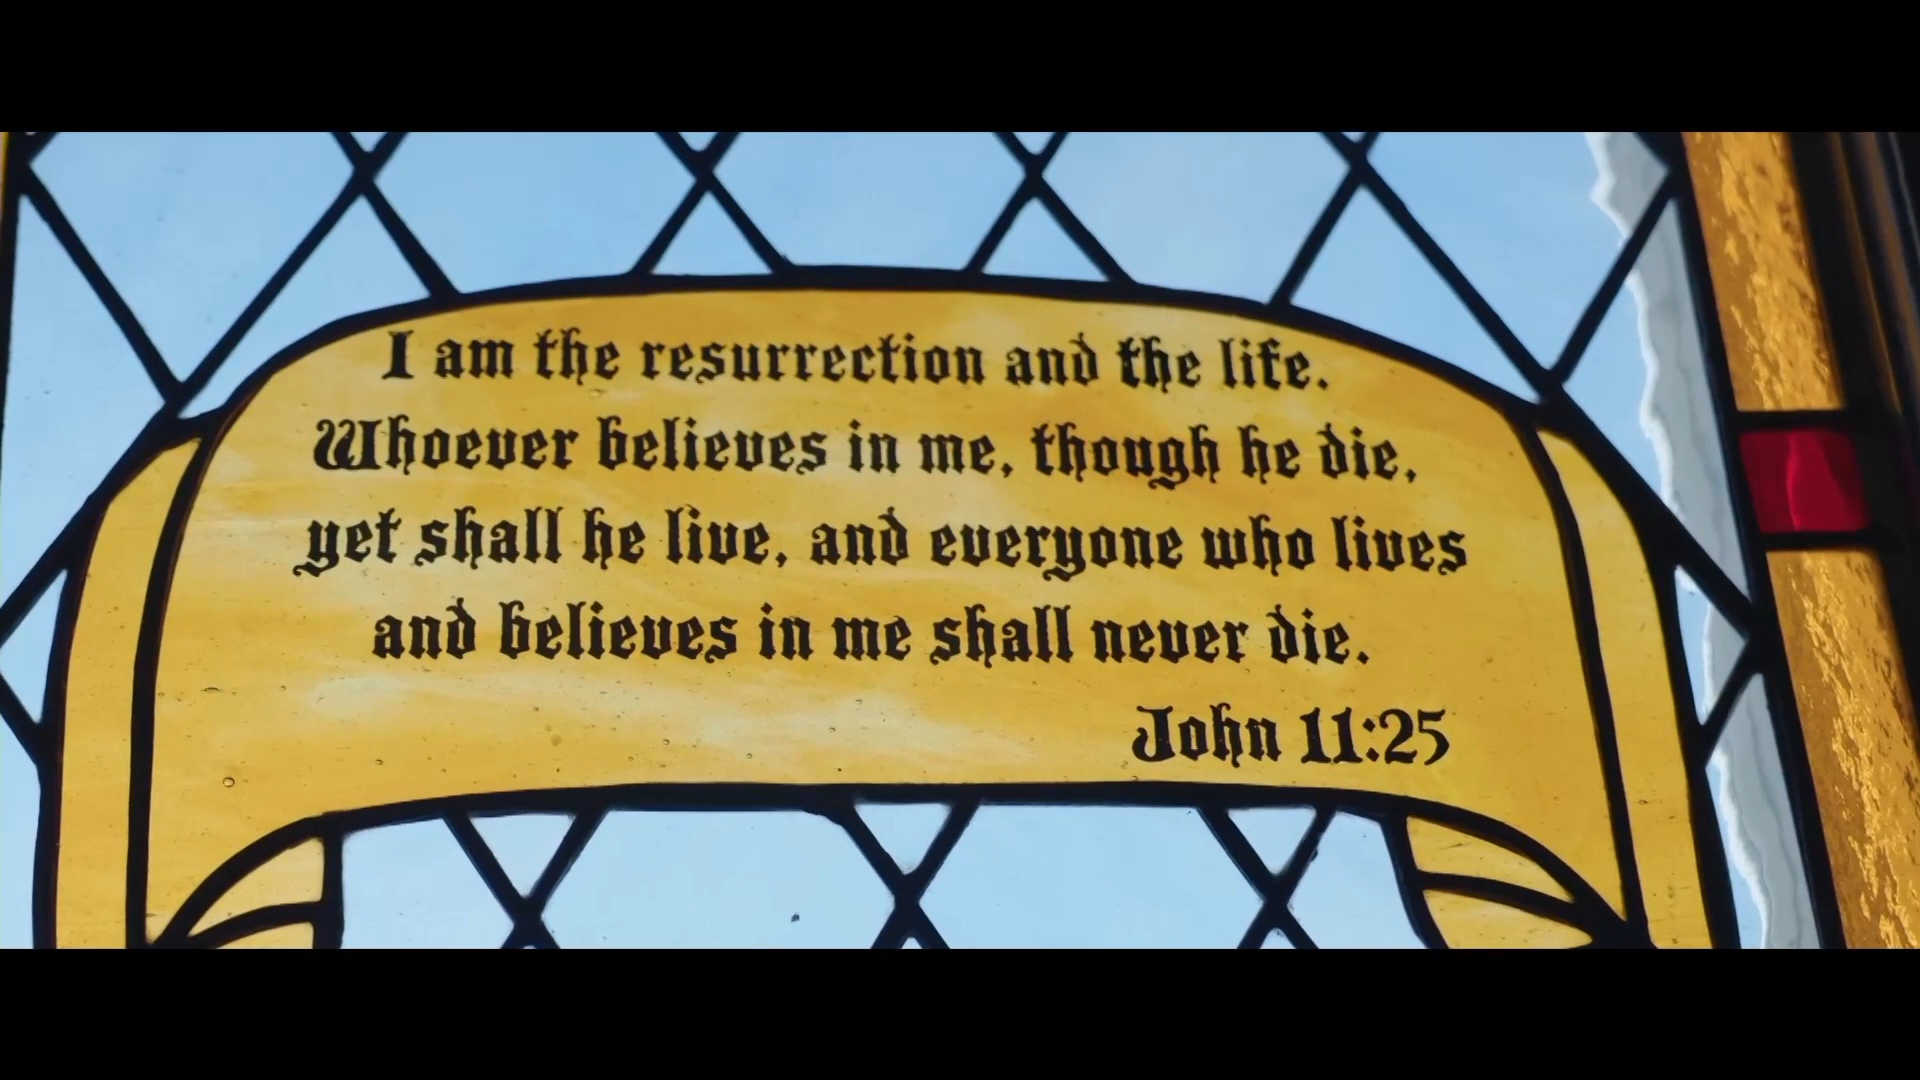 I am the resurrection and the life.
Whoever believes in me, though he die,
yet shall he live, and everyone who lives
and believes in me shall never die.
John 11:25